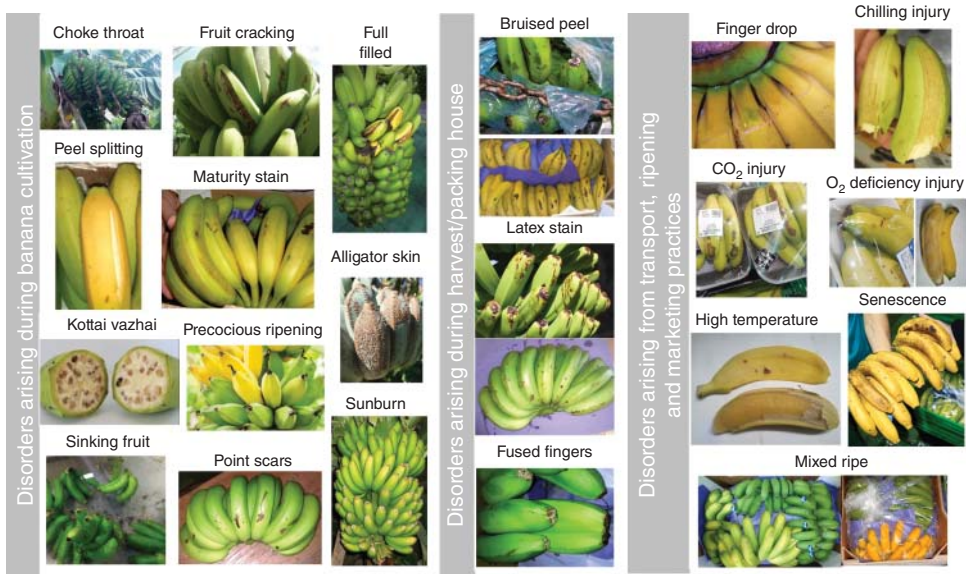 Disorders arising during banana cultivation
Choke throat
Fruit cracking
Full
filled
Peel splitting
Maturity stain
Alligator skin
Kottai vazhai
Precocious ripening
Sunburn
Sinking fruit
Point scars
Disorders arising during harvest/packing house
Bruised peel
Latex stain
Fused fingers
Disorders arising from transport, ripening
and marketing practices
Finger drop
Chilling injury
CO₂ injury
O₂ deficiency injury
High temperature
Senescence
Mixed ripe